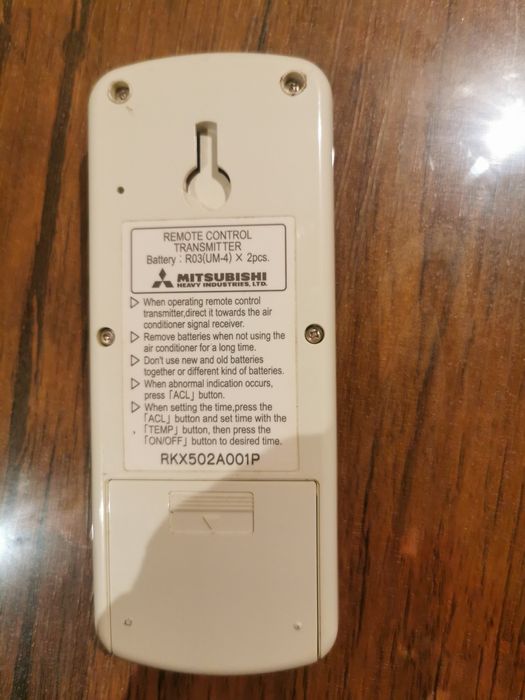 REMOTE CONTROL
TRANSMITTER
Battery : R03(UM-4) × 2pcs.
MITSUBISHI
HEAVY INDUSTRIES, LTD.
▷ When operating remote control
transmitter,direct it towards the air
conditioner signal receiver.
▷ Remove batteries when not using the
air conditioner for a long time.
▷ Don't use new and old batteries
together or different kind of batteries.
▷ When abnormal indication occurs,
press「ACL」button.
▷ When setting the time,press the
「ACL」button and set time with the
「TEMP」button, then press the
「ON/OFF」button to desired time.
RKX502A001P